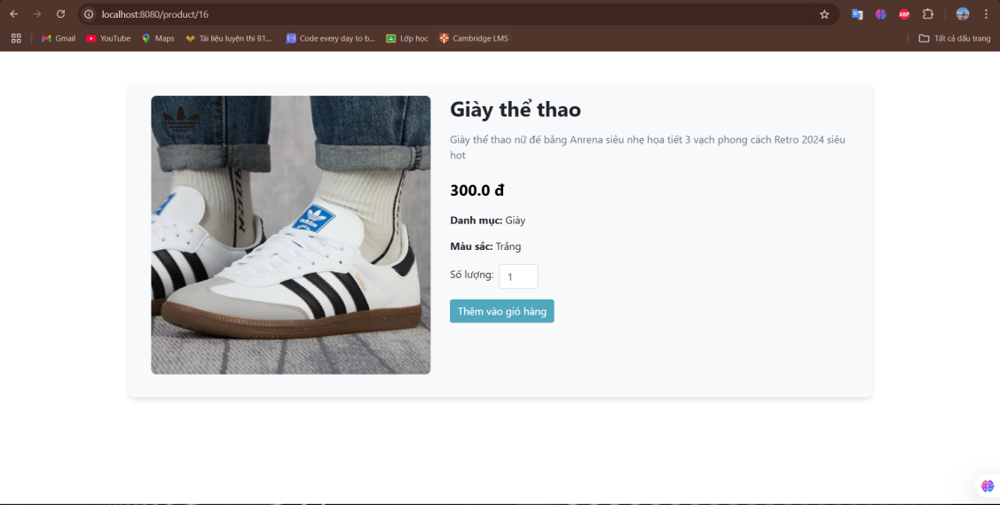 localhost:8080/product/16
ABP
Gmail
YouTube
Maps
Tài liệu luyện thi B1...
Code every day to b...
Lớp học
Cambridge LMS
Tất cả dấu trang
Giày thể thao
Giày thể thao nữ đế bằng Anrena siêu nhẹ họa tiết 3 vạch phong cách Retro 2024 siêu
hot
300.0 đ
Danh mục: Giày
Màu sắc: Trắng
Số lượng: 1
Thêm vào giỏ hàng
adidas
SAMBA